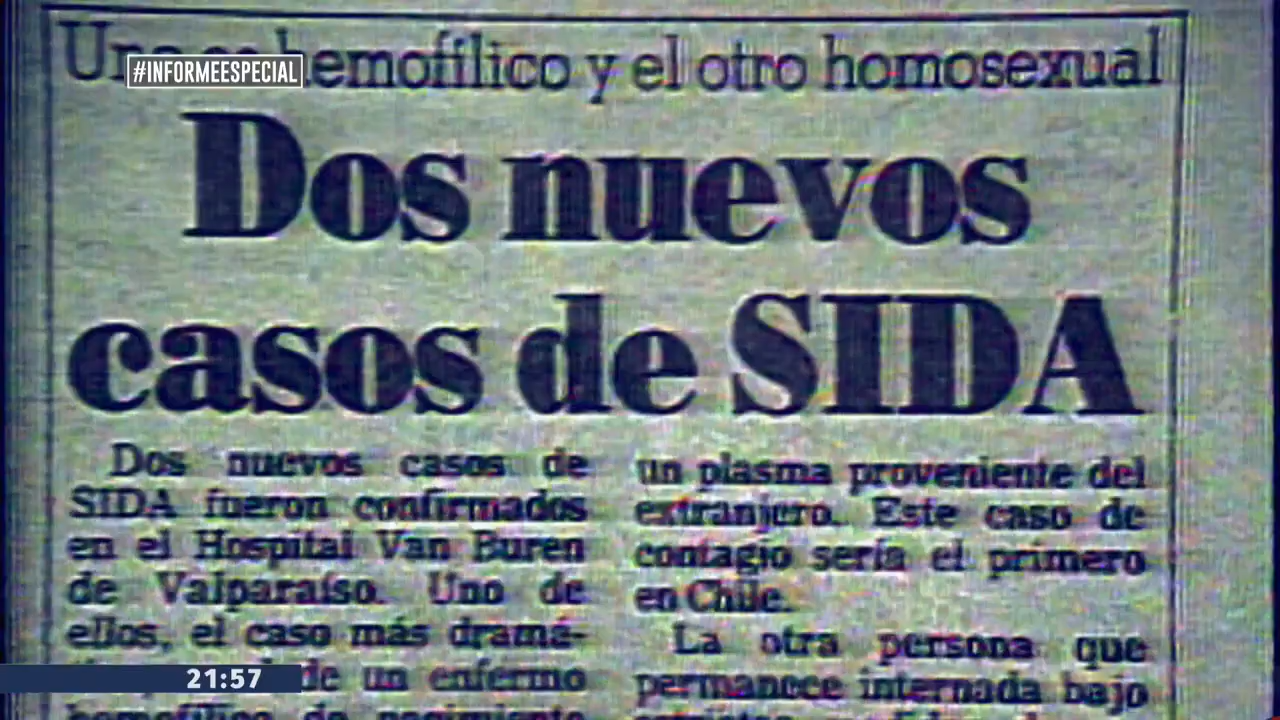 #INFORMEESPECIAL
hemofílico y el otro homosexual
Dos nuevos
casos de SIDA
Dos nuevos casos de
SIDA fueron confirmados
en el Hospital Van Buren
de Valparaíso. Uno de
ellos, el caso más dramá-
de un enfermo
hemofílico de nacimiento
un plasma proveniente del
extranjero. Este caso de
contagio sería el primero
en Chile.
La otra persona que
permanece internada bajo
21:57